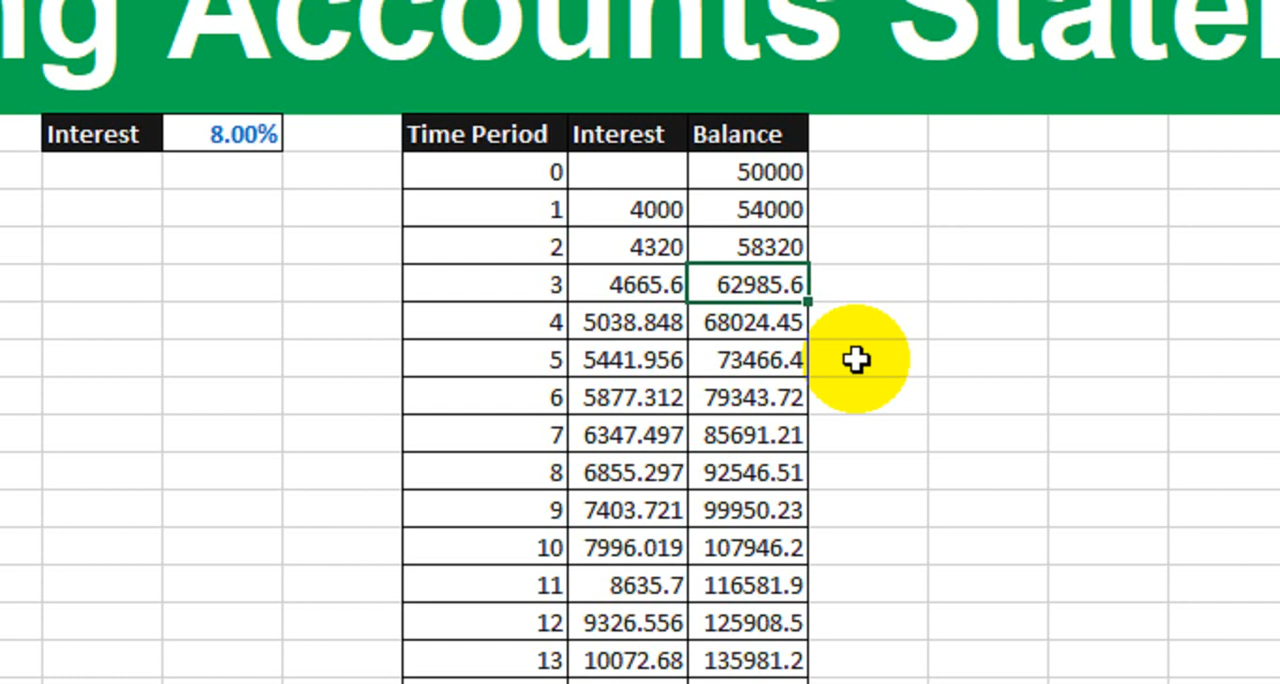 ng Accounts State
Interest 8.00%
Time Period Interest Balance
0 50000
1 4000 54000
2 4320 58320
3 4665.6 62985.6
4 5038.848 68024.45
5 5441.956 73466.4
6 5877.312 79343.72
7 6347.497 85691.21
8 6855.297 92546.51
9 7403.721 99950.23
10 7996.019 107946.2
11 8635.7 116581.9
12 9326.556 125908.5
13 10072.68 135981.2